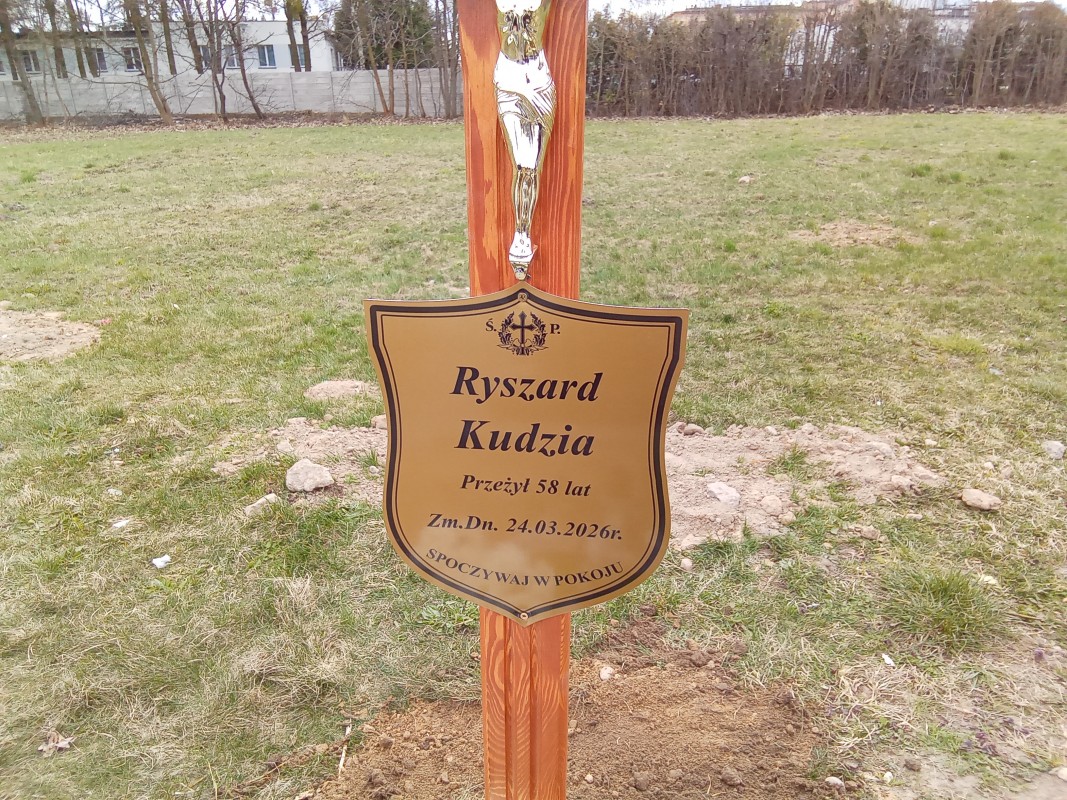 Ś. P.
Ryszard
Kudzia
Przeżył 58 lat
Zm.Dn. 24.03.2026r.
SPOCZYWAJ W POKOJU